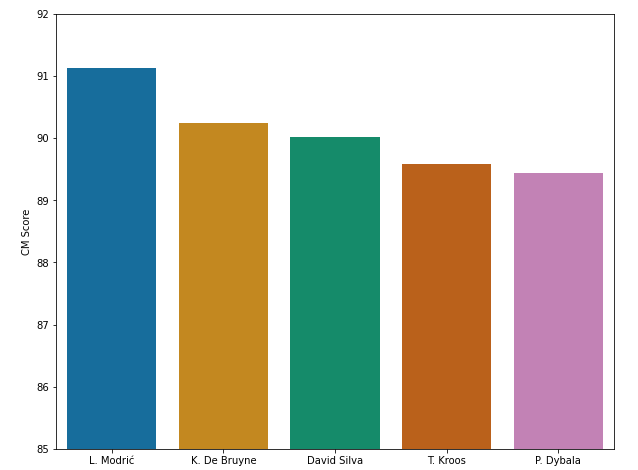 92
91
90
89
88
87
86
85
CM Score
L. Modrić
K. De Bruyne
David Silva
T. Kroos
P. Dybala